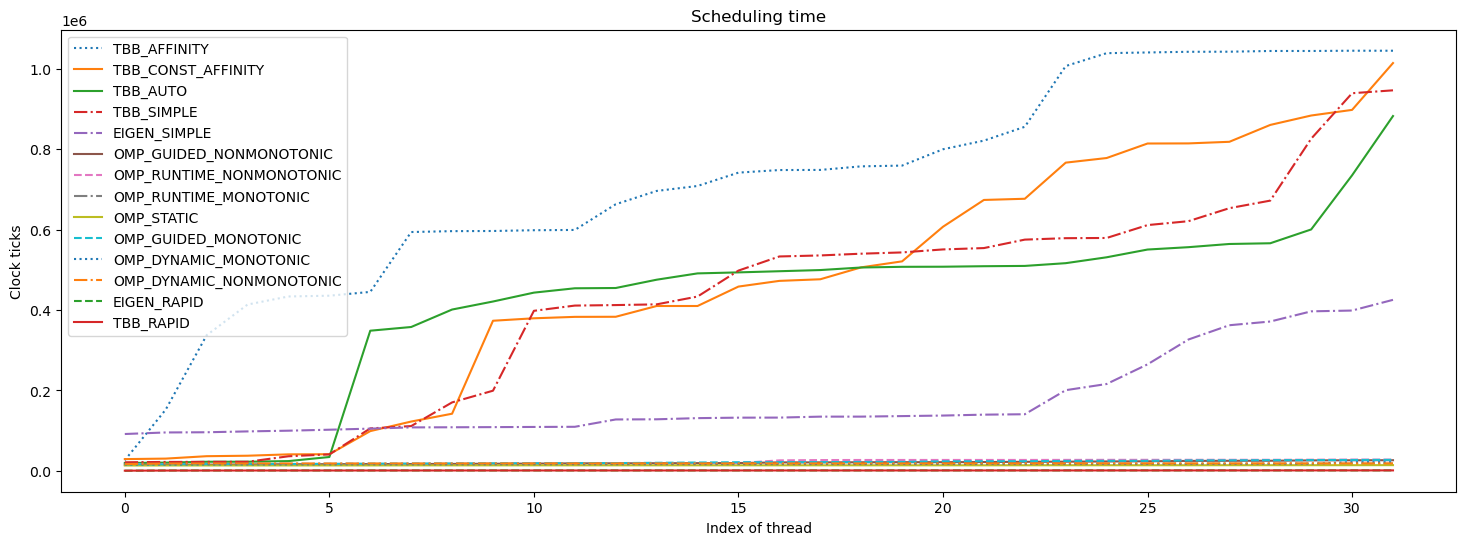 Scheduling time
1e6
TBB_AFFINITY
TBB_CONST_AFFINITY
TBB_AUTO
TBB_SIMPLE
EIGEN_SIMPLE
OMP_GUIDED_NONMONOTONIC
OMP_RUNTIME_NONMONOTONIC
OMP_RUNTIME_MONOTONIC
OMP_STATIC
OMP_GUIDED_MONOTONIC
OMP_DYNAMIC_MONOTONIC
OMP_DYNAMIC_NONMONOTONIC
EIGEN_RAPID
TBB_RAPID
Clock ticks
1.0
0.8
0.6
0.4
0.2
0.0
0 5 10 15 20 25 30
Index of thread